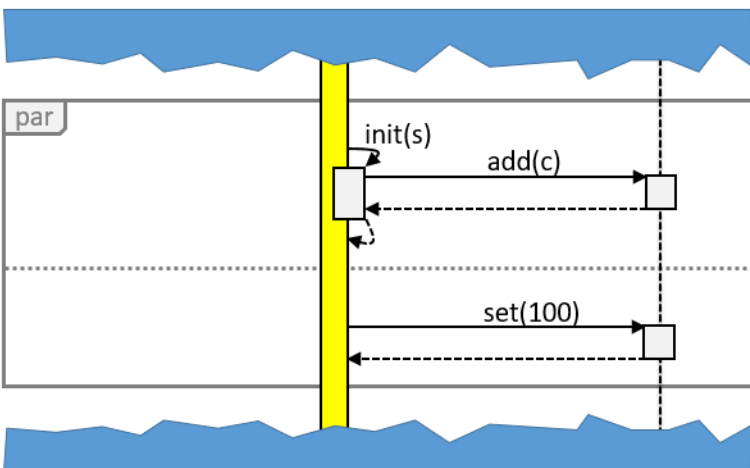 par
init(s)
add(c)
set(100)